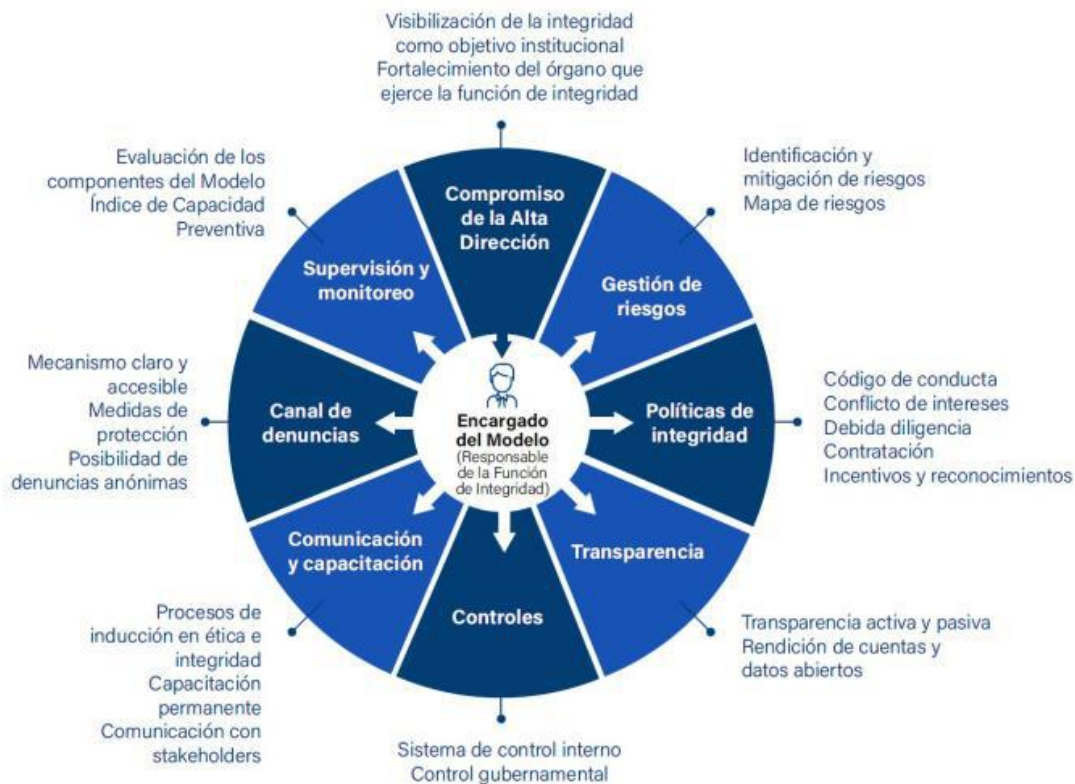 Visibilización de la integridad
como objetivo institucional
Fortalecimiento del órgano que
ejerce la función de integridad
Evaluación de los
componentes del Modelo
Índice de Capacidad
Preventiva
Identificación y
mitigación de riesgos
Mapa de riesgos
Compromiso
de la Alta
Dirección
Supervisión y
monitoreo
Gestión de
riesgos
Mecanismo claro y
accesible
Medidas de
protección
Posibilidad de
denuncias anónimas
Canal de
denuncias
Encargado
del Modelo
(Responsable
de la Función
de Integridad)
Políticas de
integridad
Código de conducta
Conflicto de intereses
Debida diligencia
Contratación
Incentivos y reconocimientos
Comunicación
y capacitación
Transparencia
Controles
Procesos de
inducción en ética e
integridad
Capacitación
permanente
Comunicación con
stakeholders
Transparencia activa y pasiva
Rendición de cuentas y
datos abiertos
Sistema de control interno
Control gubernamental